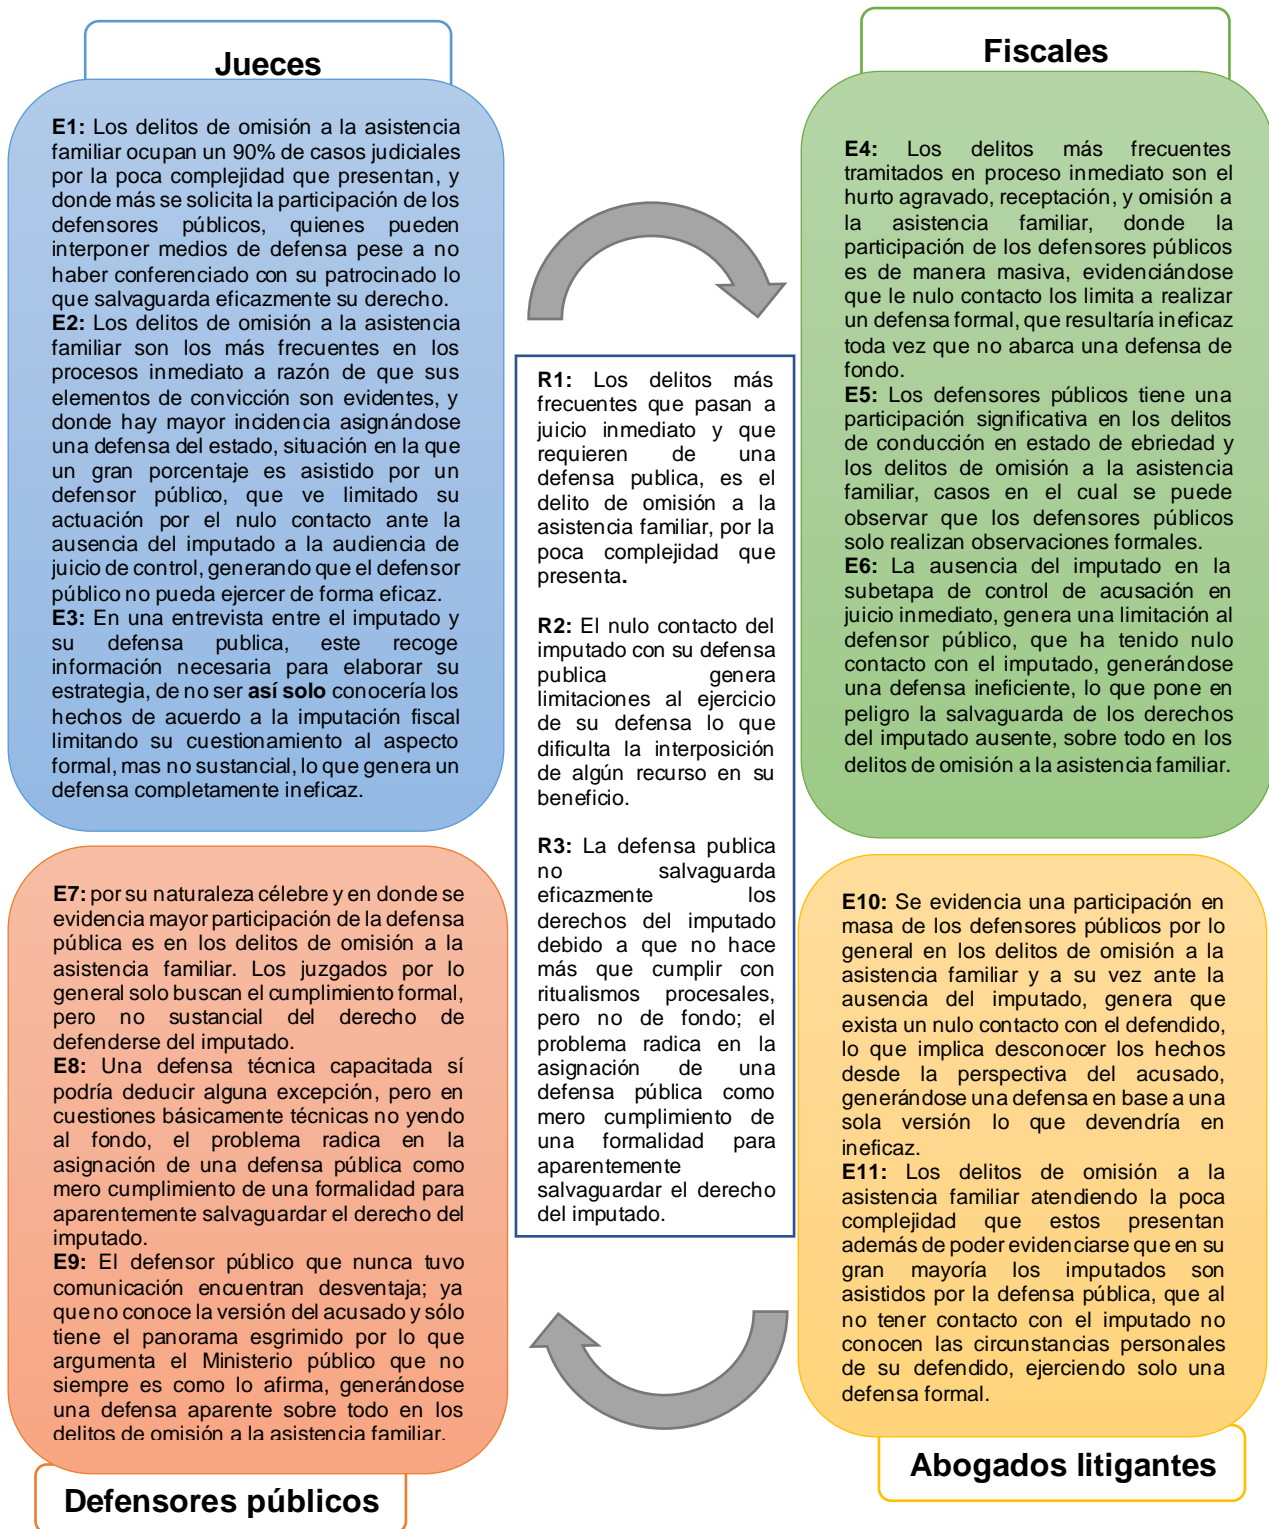 Jueces
E1: Los delitos de omisión a la asistencia
familiar ocupan un 90% de casos judiciales
por la poca complejidad que presentan, y
donde más se solicita la participación de los
defensores públicos, quienes pueden
interponer medios de defensa pese a no
haber conferenciado con su patrocinado lo
que salvaguarda eficazmente su derecho.
E2: Los delitos de omisión a la asistencia
familiar son los más frecuentes en los
procesos inmediato a razón de que sus
elementos de convicción son evidentes, y
donde hay mayor incidencia asignándose
una defensa del estado, situación en la que
un gran porcentaje es asistido por un
defensor público, que ve limitado su
actuación por el nulo contacto ante la
ausencia del imputado a la audiencia de
juicio de control, generando que el defensor
público no pueda ejercer de forma eficaz.
E3: En una entrevista entre el imputado y
su defensa publica, este recoge
información necesaria para elaborar su
estrategia, de no ser así solo conocería los
hechos de acuerdo a la imputación fiscal
limitando su cuestionamiento al aspecto
formal, mas no sustancial, lo que genera un
defensa completamente ineficaz.
Fiscales
E4: Los delitos más frecuentes
tramitados en proceso inmediato son el
hurto agravado, receptación, y omisión a
la asistencia familiar, donde la
participación de los defensores públicos
es de manera masiva, evidenciándose
que le nulo contacto los limita a realizar
un defensa formal, que resultaría ineficaz
toda vez que no abarca una defensa de
fondo.
E5: Los defensores públicos tiene una
participación significativa en los delitos
de conducción en estado de ebriedad y
los delitos de omisión a la asistencia
familiar, casos en el cual se puede
observar que los defensores públicos
solo realizan observaciones formales.
E6: La ausencia del imputado en la
subetapa de control de acusación en
juicio inmediato, genera una limitación al
defensor público, que ha tenido nulo
contacto con el imputado, generándose
una defensa ineficiente, lo que pone en
peligro la salvaguarda de los derechos
del imputado ausente, sobre todo en los
delitos de omisión a la asistencia familiar.
R1: Los delitos más
frecuentes que pasan a
juicio inmediato y que
requieren de una
defensa publica, es el
delito de omisión a la
asistencia familiar, por la
poca complejidad que
presenta.
R2: El nulo contacto del
imputado con su defensa
publica genera
limitaciones al ejercicio
de su defensa lo que
dificulta la interposición
de algún recurso en su
beneficio.
R3: La defensa publica
no salvaguarda
eficazmente los
derechos del imputado
debido a que no hace
más que cumplir con
ritualismos procesales,
pero no de fondo; el
problema radica en la
asignación de una
defensa pública como
mero cumplimiento de
una formalidad para
aparentemente
salvaguardar el derecho
del imputado.
E7: por su naturaleza célebre y en donde se
evidencia mayor participación de la defensa
pública es en los delitos de omisión a la
asistencia familiar. Los juzgados por lo
general solo buscan el cumplimiento formal,
pero no sustancial del derecho de
defenderse del imputado.
E8: Una defensa técnica capacitada sí
podría deducir alguna excepción, pero en
cuestiones básicamente técnicas no yendo
al fondo, el problema radica en la
asignación de una defensa pública como
mero cumplimiento de una formalidad para
aparentemente salvaguardar el derecho del
imputado.
E9: El defensor público que nunca tuvo
comunicación encuentran desventaja; ya
que no conoce la versión del acusado y sólo
tiene el panorama esgrimido por lo que
argumenta el Ministerio público que no
siempre es como lo afirma, generándose
una defensa aparente sobre todo en los
delitos de omisión a la asistencia familiar.
Defensores públicos
E10: Se evidencia una participación en
masa de los defensores públicos por lo
general en los delitos de omisión a la
asistencia familiar y a su vez ante la
ausencia del imputado, genera que
exista un nulo contacto con el defendido,
lo que implica desconocer los hechos
desde la perspectiva del acusado,
generándose una defensa en base a una
sola versión lo que devendría en
ineficaz.
E11: Los delitos de omisión a la
asistencia familiar atendiendo la poca
complejidad que estos presentan
además de poder evidenciarse que en su
gran mayoría los imputados son
asistidos por la defensa pública, que al
no tener contacto con el imputado no
conocen las circunstancias personales
de su defendido, ejerciendo solo una
defensa formal.
Abogados litigantes